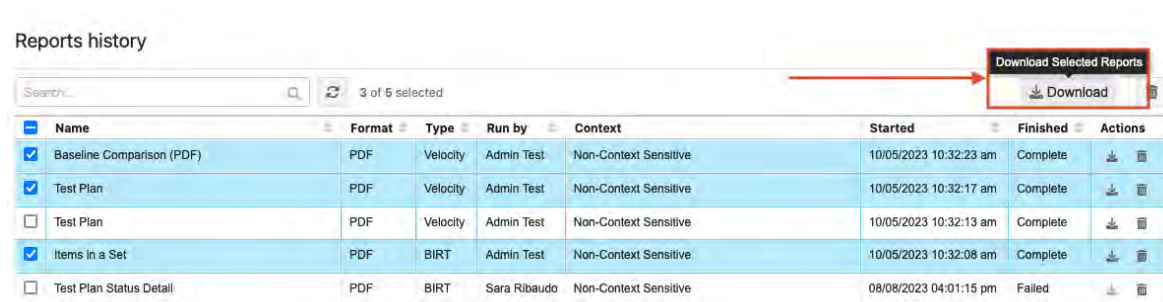 Reports history
Download Selected Reports
Search... 3 of 5 selected Download
Name Format Type Run by Context Started Finished Actions
Baseline Comparison (PDF) PDF Velocity Admin Test Non-Context Sensitive 10/05/2023 10:32:23 am Complete
Test Plan PDF Velocity Admin Test Non-Context Sensitive 10/05/2023 10:32:17 am Complete
Test Plan PDF Velocity Admin Test Non-Context Sensitive 10/05/2023 10:32:13 am Complete
Items in a Set PDF BIRT Admin Test Non-Context Sensitive 10/05/2023 10:32:08 am Complete
Test Plan Status Detail PDF BIRT Sara Ribaudo Non-Context Sensitive 08/08/2023 04:01:15 pm Failed